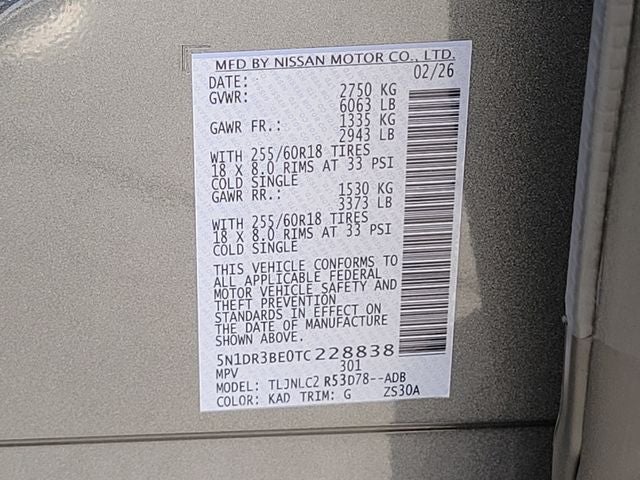 MFD BY NISSAN MOTOR CO., LTD.
DATE: 02/26
GVWR: 2750 KG
6063 LB
GAWR FR.: 1335 KG
2943 LB
WITH 255/60R18 TIRES
18 X 8.0 RIMS AT 33 PSI
COLD SINGLE
GAWR RR.: 1530 KG
3373 LB
WITH 255/60R18 TIRES
18 X 8.0 RIMS AT 33 PSI
COLD SINGLE
THIS VEHICLE CONFORMS TO
ALL APPLICABLE FEDERAL
MOTOR VEHICLE SAFETY AND
THEFT PREVENTION
STANDARDS IN EFFECT ON
THE DATE OF MANUFACTURE
SHOWN ABOVE.
5N1DR3BE0TC228838
MPV 301
MODEL: TLJNLC2 R53D78--ADB
COLOR: KAD TRIM: G ZS30A